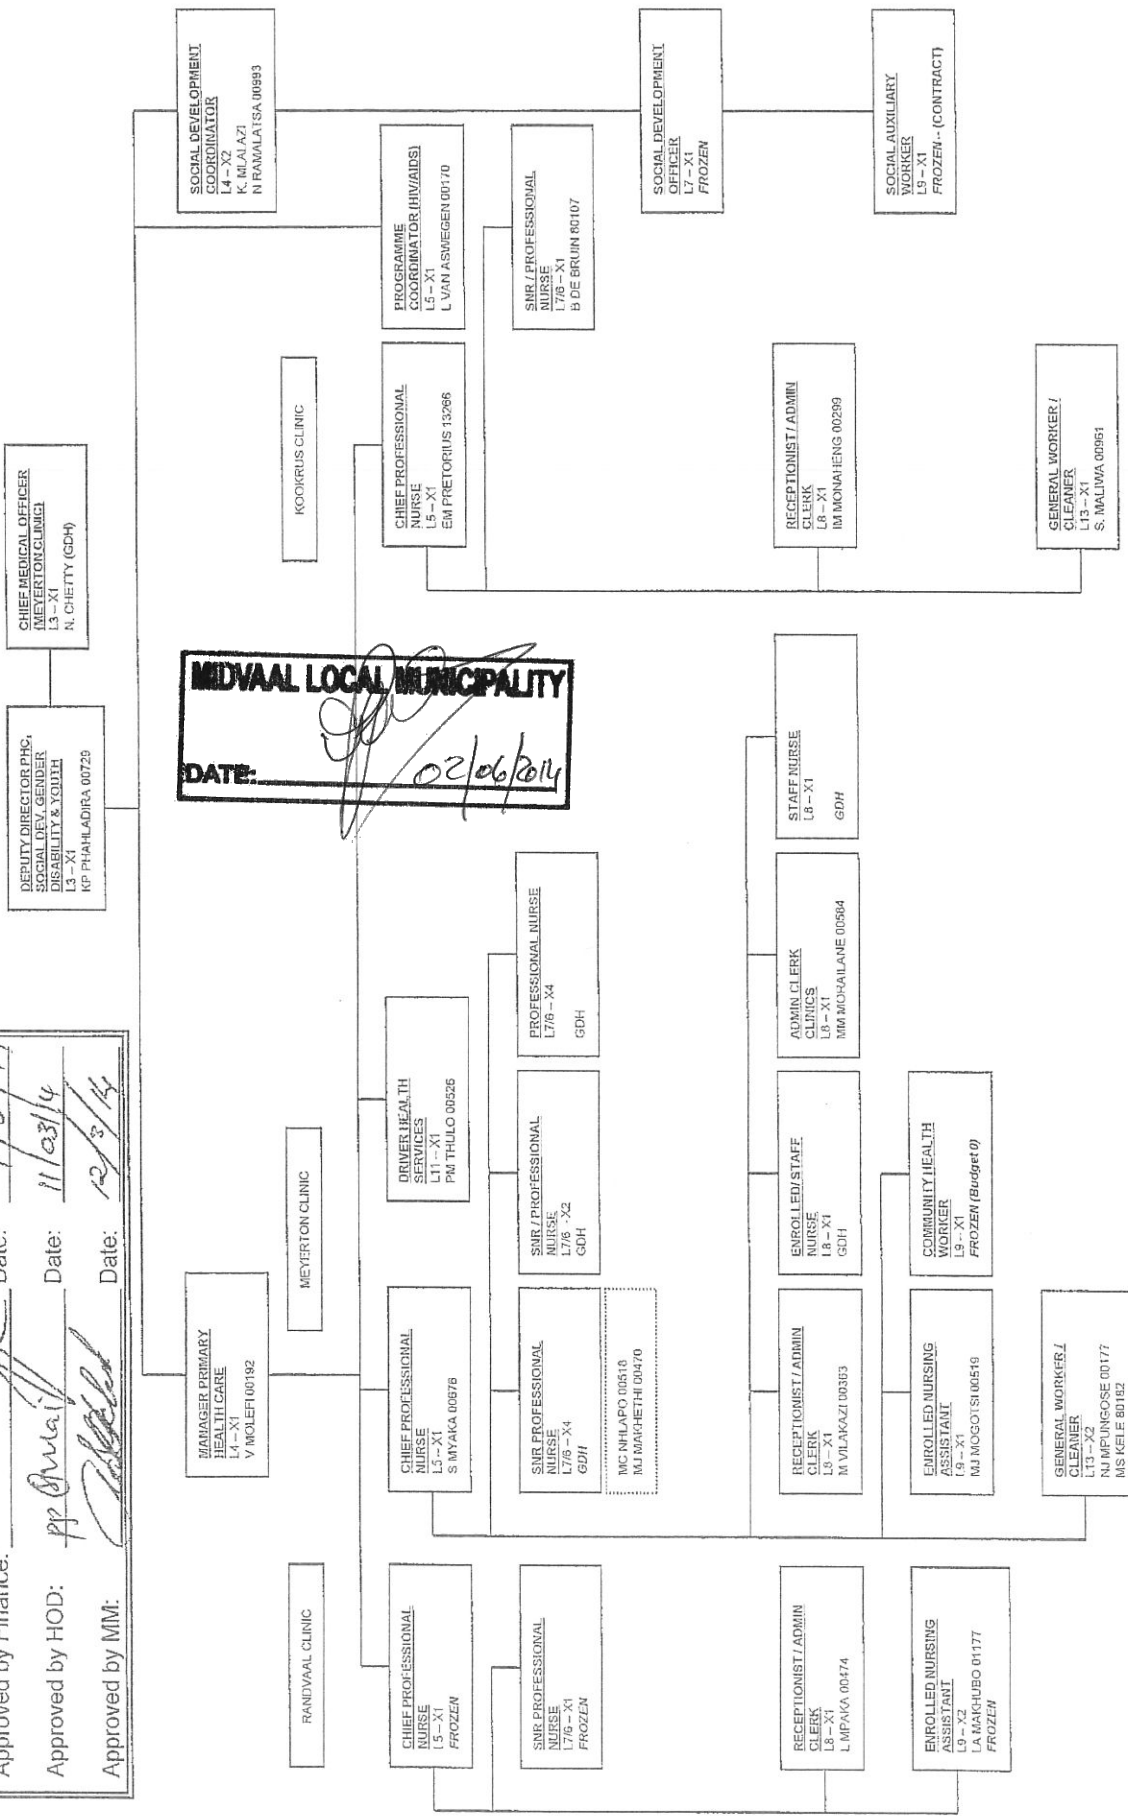 Approved by Finance: Date:
Approved by HOD: Date: 11/03/14
Approved by MM: Date: 12/3/14
DEPUTY DIRECTOR PHC,
SOCIAL DEV, GENDER
DISABILITY & YOUTH
L3 – X1
KP PHAHLADIRA 00729
CHIEF MEDICAL OFFICER
(MEYERTON CLINIC)
L3 – X1
N. CHETTY (GDH)
MANAGER PRIMARY
HEALTH CARE
L4 – X1
V MOLEFI 00192
MIDVAAL LOCAL MUNICIPALITY
DATE: 02/06/2014
SOCIAL DEVELOPMENT
COORDINATOR
L4 – X2
K. MLALAZI
N RAMALATSA 00993
RANDVAAL CLINIC
MEYERTON CLINIC
KOOKRUS CLINIC
CHIEF PROFESSIONAL
NURSE
L5 – X1
FROZEN
CHIEF PROFESSIONAL
NURSE
L5 – X1
S MYAKA 00676
DRIVER HEALTH
SERVICES
L11 – X1
PM THULO 00526
CHIEF PROFESSIONAL
NURSE
L5 – X1
EM PRETORIUS 13266
PROGRAMME
COORDINATOR (HIV/AIDS)
L5 – X1
L VAN ASWEGEN 00170
SNR PROFESSIONAL
NURSE
L7/6 – X1
FROZEN
SNR PROFESSIONAL
NURSE
L7/6 – X4
GDH
MC NHLAPO 00518
MJ MAKHETHI 00470
SNR / PROFESSIONAL
NURSE
L7/6 - X2
GDH
PROFESSIONAL NURSE
L7/6 – X4
GDH
SNR / PROFESSIONAL
NURSE
L7/6 – X1
B DE BRUIN 80107
SOCIAL DEVELOPMENT
OFFICER
L7 – X1
FROZEN
RECEPTIONIST / ADMIN
CLERK
L8 – X1
L MPAKA 00474
RECEPTIONIST / ADMIN
CLERK
L8 – X1
M VILAKAZI 00363
ENROLLED/ STAFF
NURSE
L8 – X1
GDH
ADMIN CLERK
CLINICS
L8 – X1
MM MORAILANE 00584
STAFF NURSE
L8 – X1
GDH
RECEPTIONIST / ADMIN
CLERK
L8 – X1
IM MONAHENG 00299
SOCIAL AUXILIARY
WORKER
L9 – X1
FROZEN -- (CONTRACT)
ENROLLED NURSING
ASSISTANT
L9 – X2
LA MAKHUBO 01177
FROZEN
ENROLLED NURSING
ASSISTANT
L9 – X1
MJ MOGOTSI 00519
COMMUNITY HEALTH
WORKER
L9 – X1
FROZEN (Budget 0)
GENERAL WORKER /
CLEANER
L13 – X2
NJ MPUNGOSE 00177
MS KELE 80182
GENERAL WORKER /
CLEANER
L13 – X1
S. MALIWA 00961